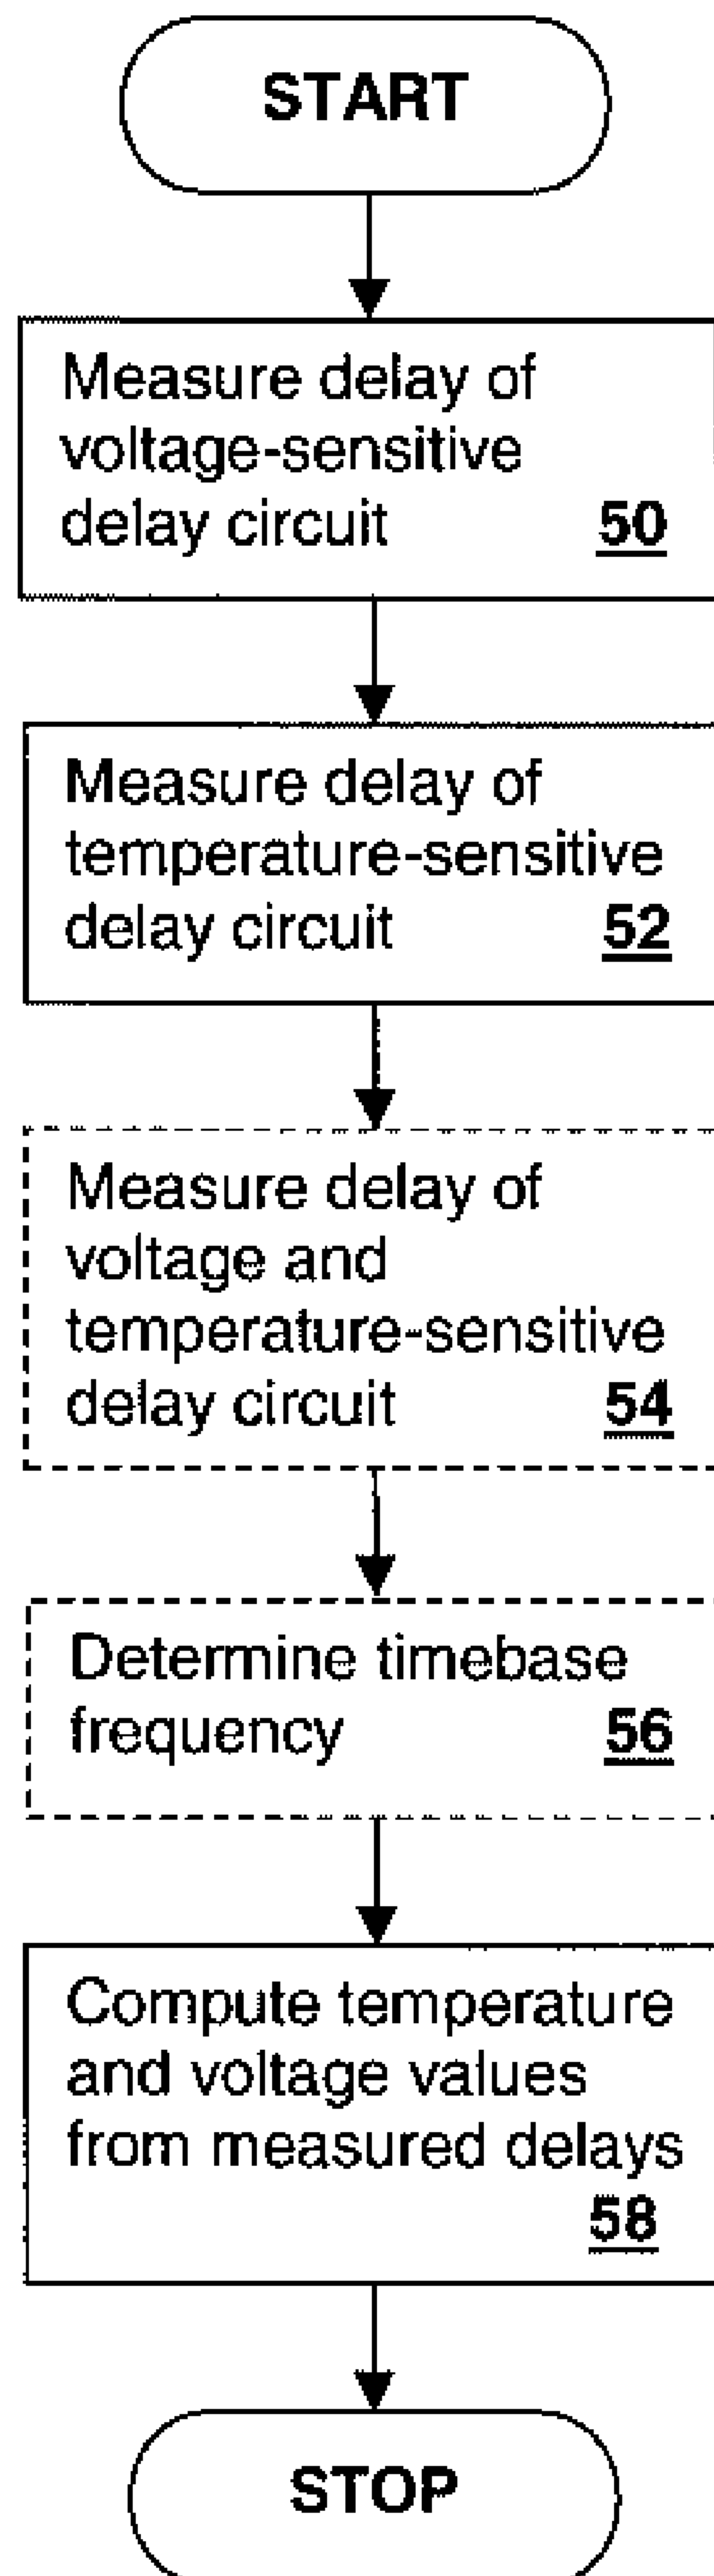 START
Measure delay of
voltage-sensitive
delay circuit 50
Measure delay of
temperature-sensitive
delay circuit 52
Measure delay of
voltage and
temperature-sensitive
delay circuit 54
Determine timebase
frequency 56
Compute temperature
and voltage values
from measured delays
58
STOP